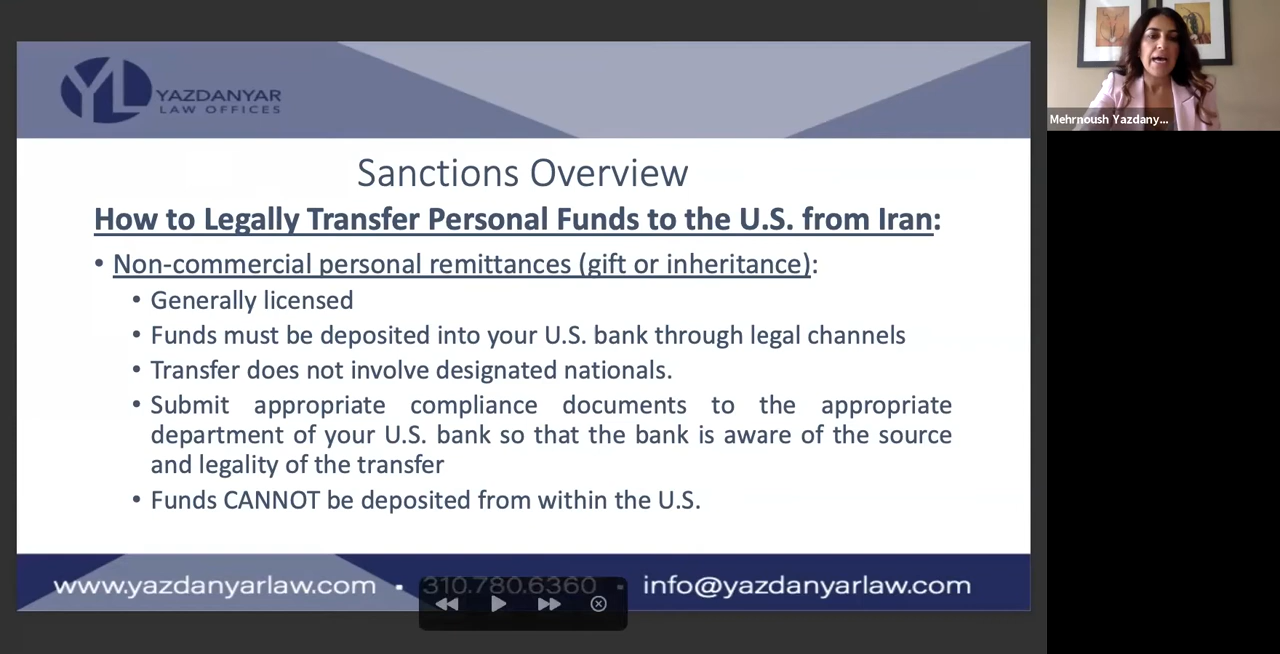 YL YAZDANYAR
LAW OFFICES
Mehrnoush Yazdany...
Sanctions Overview
How to Legally Transfer Personal Funds to the U.S. from Iran:
• Non-commercial personal remittances (gift or inheritance):
• Generally licensed
• Funds must be deposited into your U.S. bank through legal channels
• Transfer does not involve designated nationals.
• Submit appropriate compliance documents to the appropriate
department of your U.S. bank so that the bank is aware of the source
and legality of the transfer
• Funds CANNOT be deposited from within the U.S.
www.yazdanyarlaw.com • 310.780.6360 • info@yazdanyarlaw.com